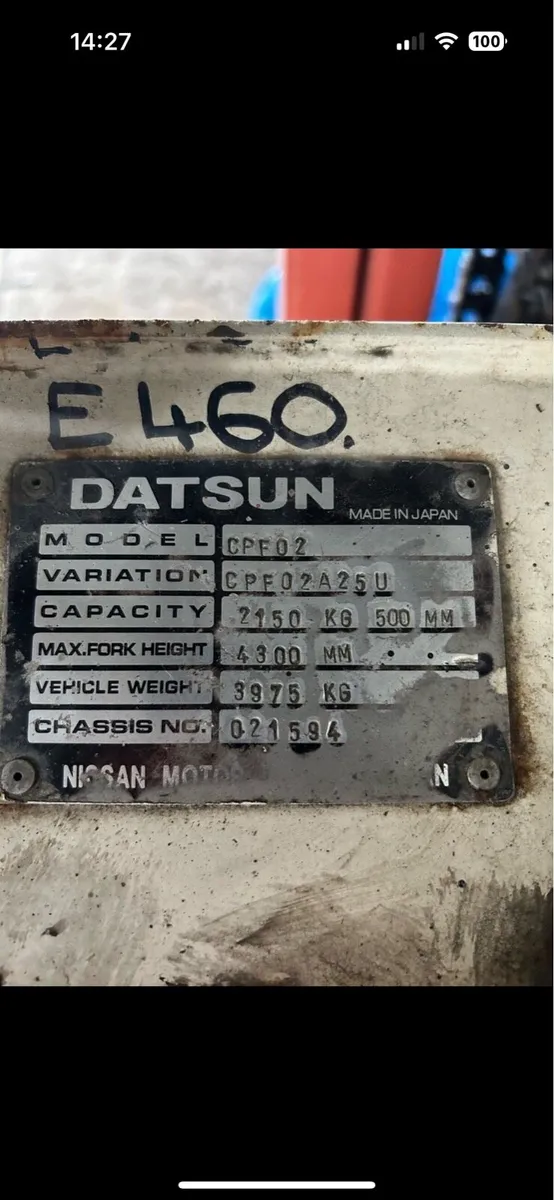 14:27
100
E460.
DATSUN
MADE IN JAPAN
MODEL CPF02
VARIATION CPF02A25U
CAPACITY 2150 KG 500 MM
MAX.FORK HEIGHT 4300 MM
VEHICLE WEIGHT 3975 KG
CHASSIS NO. 021594
NISSAN MOTOR